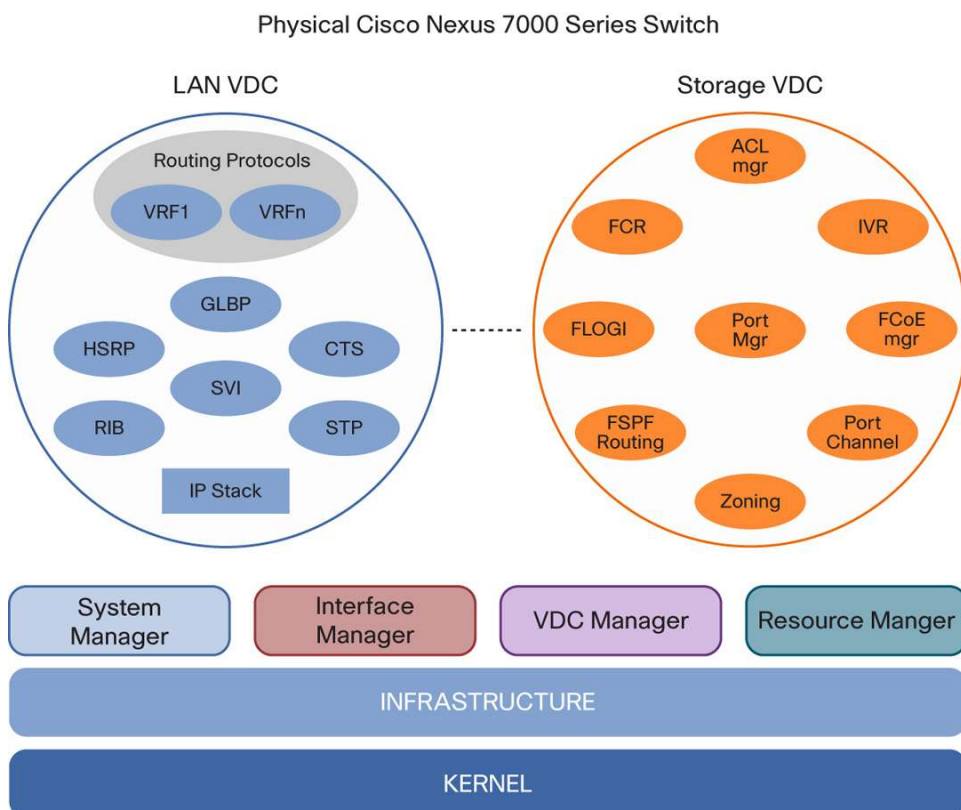 Physical Cisco Nexus 7000 Series Switch
LAN VDC
Routing Protocols
VRF1
VRFn
GLBP
HSRP
CTS
SVI
RIB
STP
IP Stack
Storage VDC
ACL
mgr
FCR
IVR
FLOGI
Port
Mgr
FCoE
mgr
FSPF
Routing
Port
Channel
Zoning
System
Manager
Interface
Manager
VDC Manager
Resource Manger
INFRASTRUCTURE
KERNEL